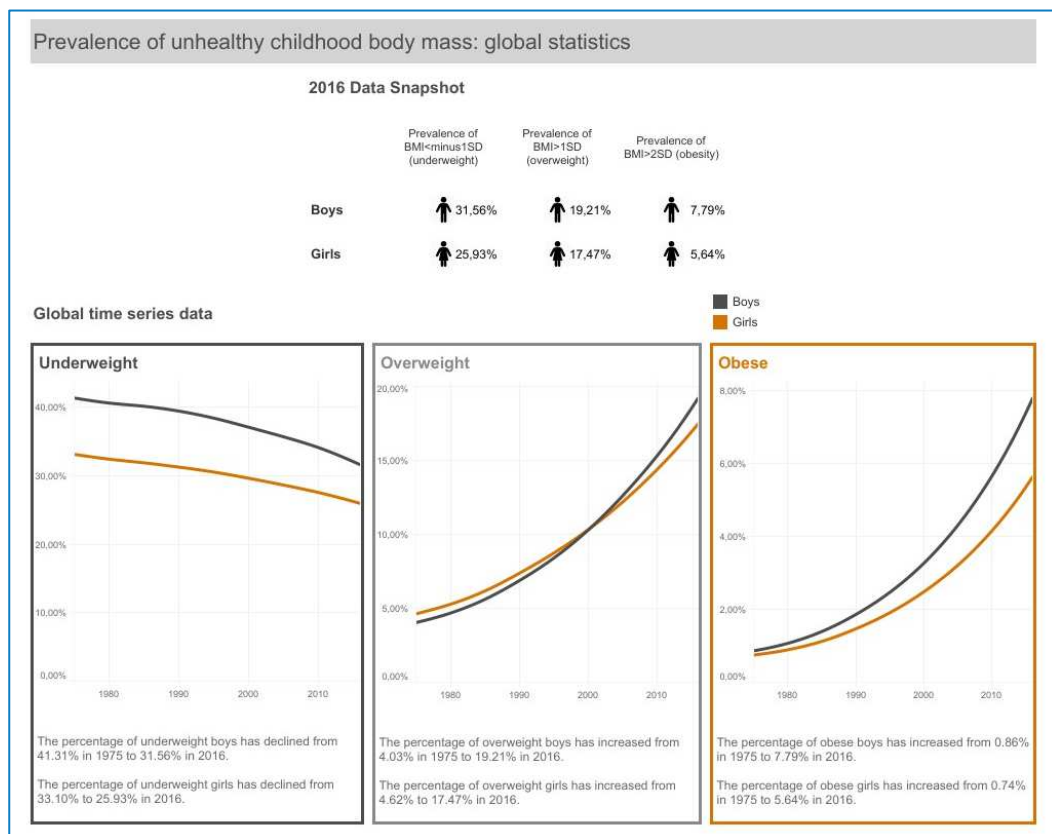 Prevalence of unhealthy childhood body mass: global statistics
2016 Data Snapshot
Prevalence of
BMI<minus1SD
(underweight)
Prevalence of
BMI>1SD
(overweight)
Prevalence of
BMI>2SD (obesity)
Boys
31,56%
19,21%
7,79%
Girls
25,93%
17,47%
5,64%
Global time series data
Boys
Girls
Underweight
40,00%
30,00%
20,00%
10,00%
0,00%
1980
1990
2000
2010
The percentage of underweight boys has declined from
41.31% in 1975 to 31.56% in 2016.
The percentage of underweight girls has declined from
33.10% to 25.93% in 2016.
Overweight
20,00%
15,00%
10,00%
5,00%
0,00%
1980
1990
2000
2010
The percentage of overweight boys has increased from
4.03% in 1975 to 19.21% in 2016.
The percentage of overweight girls has increased from
4.62% to 17.47% in 2016.
Obese
8,00%
6,00%
4,00%
2,00%
0,00%
1980
1990
2000
2010
The percentage of obese boys has increased from 0.86%
in 1975 to 7.79% in 2016.
The percentage of obese girls has increased from 0.74%
in 1975 to 5.64% in 2016.